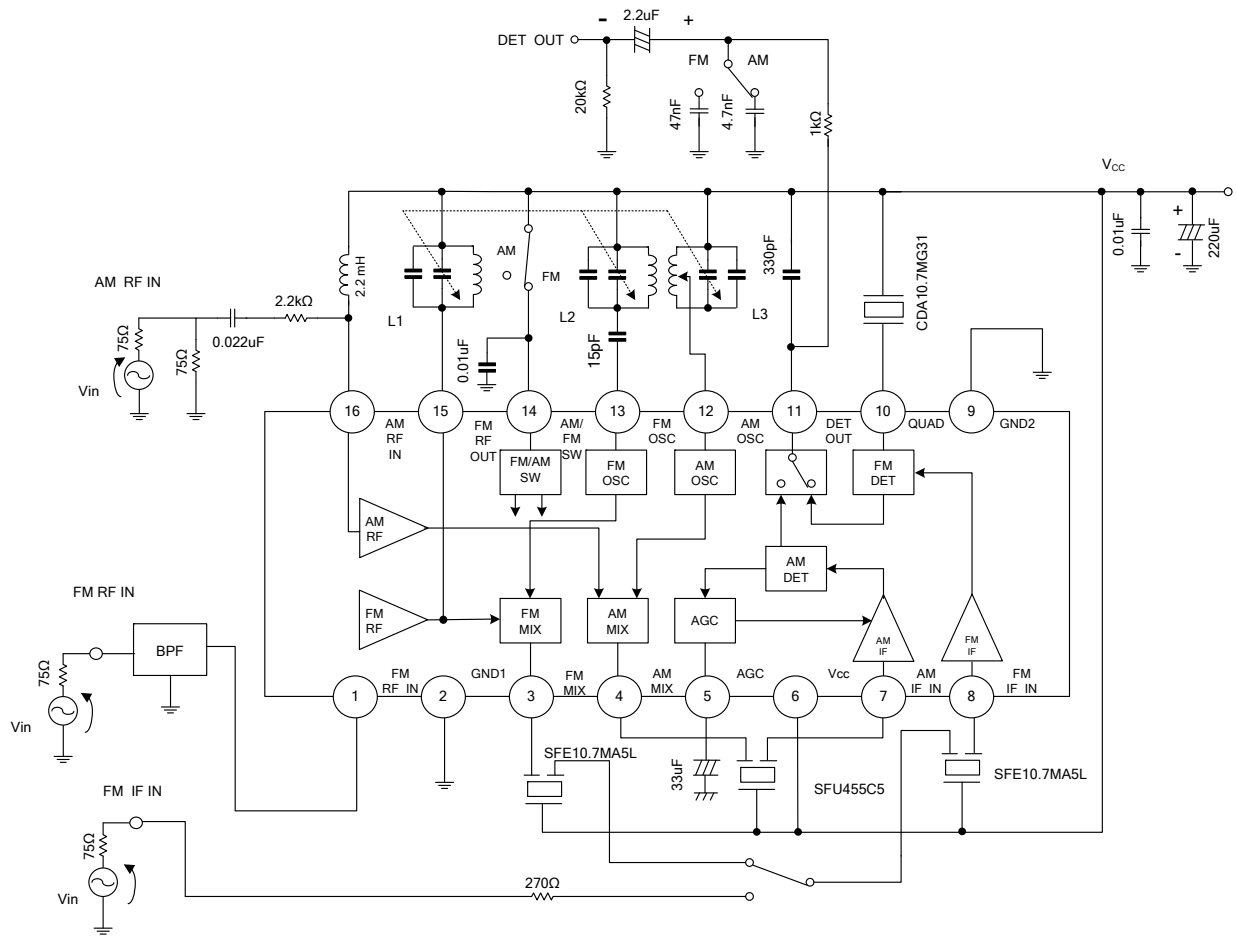 - 2.2uF +
DET OUT
FM AM
20kΩ
47nF
4.7nF
1kΩ
VCC
2.2 mH
AM
FM
330pF
CDA10.7MG31
0.01uF
+
-
220uF
AM RF IN
75Ω
Vin
75Ω
0.022uF
2.2kΩ
L1
0.01uF
L2
15pF
L3
16
AM
RF
IN
15
FM
RF
OUT
14
AM/
FM
SW
13
FM
OSC
12
AM
OSC
11
DET
OUT
10
QUAD
9
GND2
FM/AM
SW
FM
OSC
AM
OSC
FM
DET
AM
RF
AM
DET
FM
RF
FM
MIX
AM
MIX
AGC
AM
IF
FM
IF
FM RF IN
75Ω
Vin
BPF
1
FM
RF IN
2
GND1
3
FM
MIX
4
AM
MIX
5
AGC
6
Vcc
7
AM
IF IN
8
FM
IF IN
SFE10.7MA5L
33uF
SFU455C5
SFE10.7MA5L
FM IF IN
75Ω
Vin
270Ω